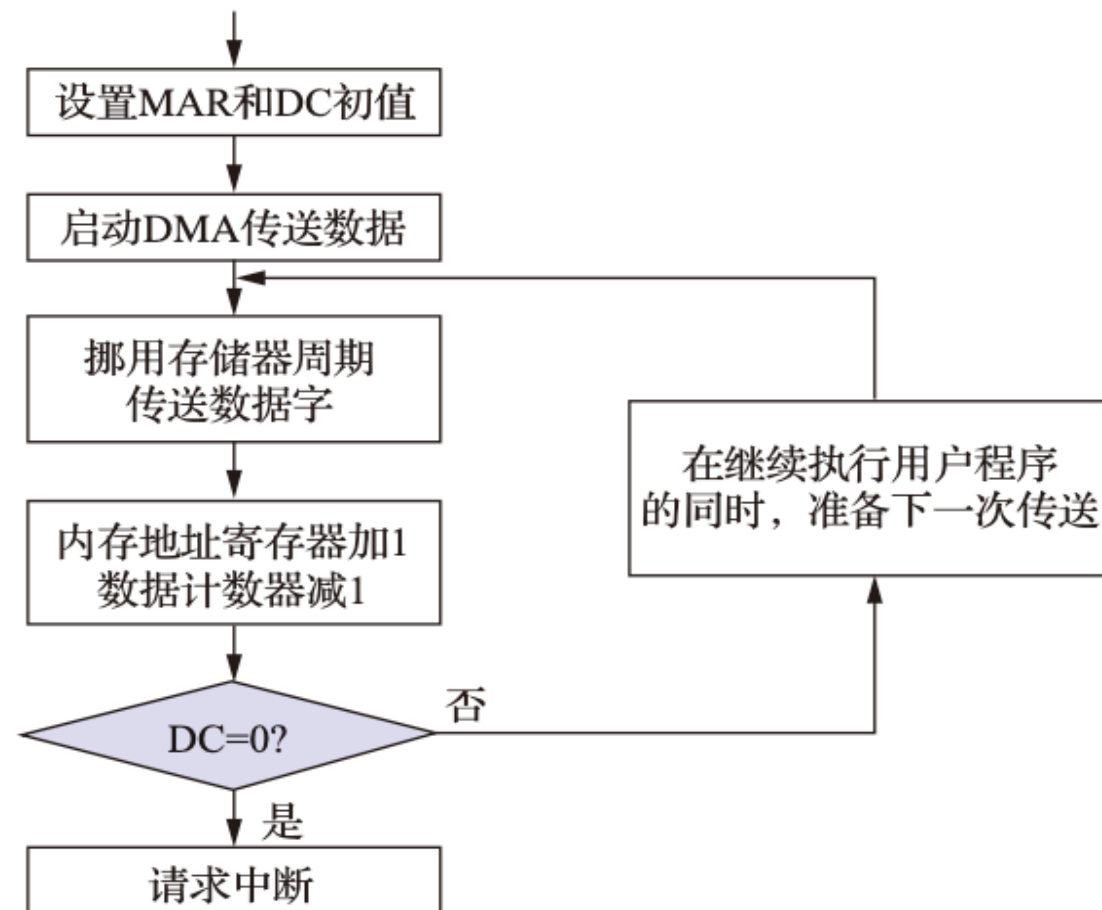 设置MAR和DC初值
启动DMA传送数据
挪用存储器周期
传送数据字
在继续执行用户程序
的同时，准备下一次传送
内存地址寄存器加1
数据计数器减1
DC=0?
否
是
请求中断